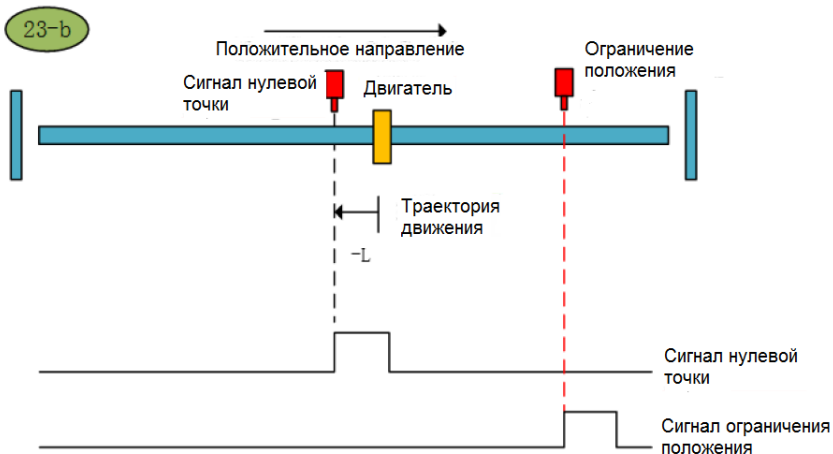 23-b
Положительное направление
Ограничение
положения
Сигнал нулевой
точки
Двигатель
Траектория
движения
-L
Сигнал нулевой
точки
Сигнал ограничения
положения